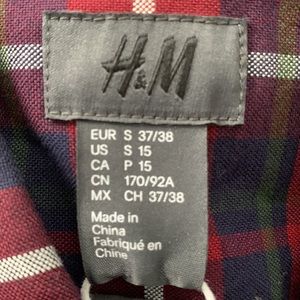 H&M
EUR S 37/38
US S 15
CA P 15
CN 170/92A
MX CH 37/38
Made in
China
Fabriqué en
Chine